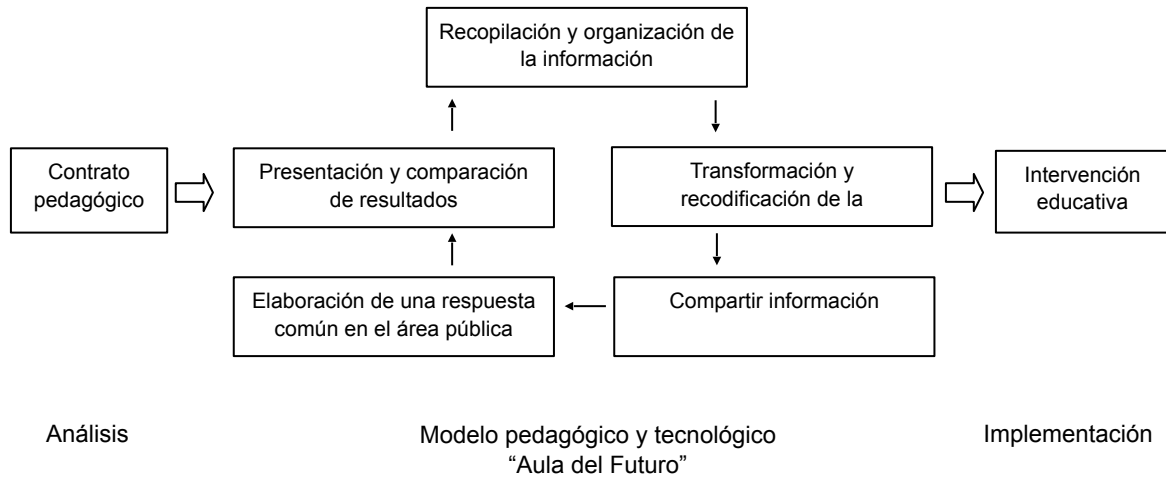 Recopilación y organización de
la información
Contrato
pedagógico
Presentación y comparación
de resultados
Transformación y
recodificación de la
Intervención
educativa
Elaboración de una respuesta
común en el área pública
Compartir información
Análisis
Modelo pedagógico y tecnológico
“Aula del Futuro”
Implementación